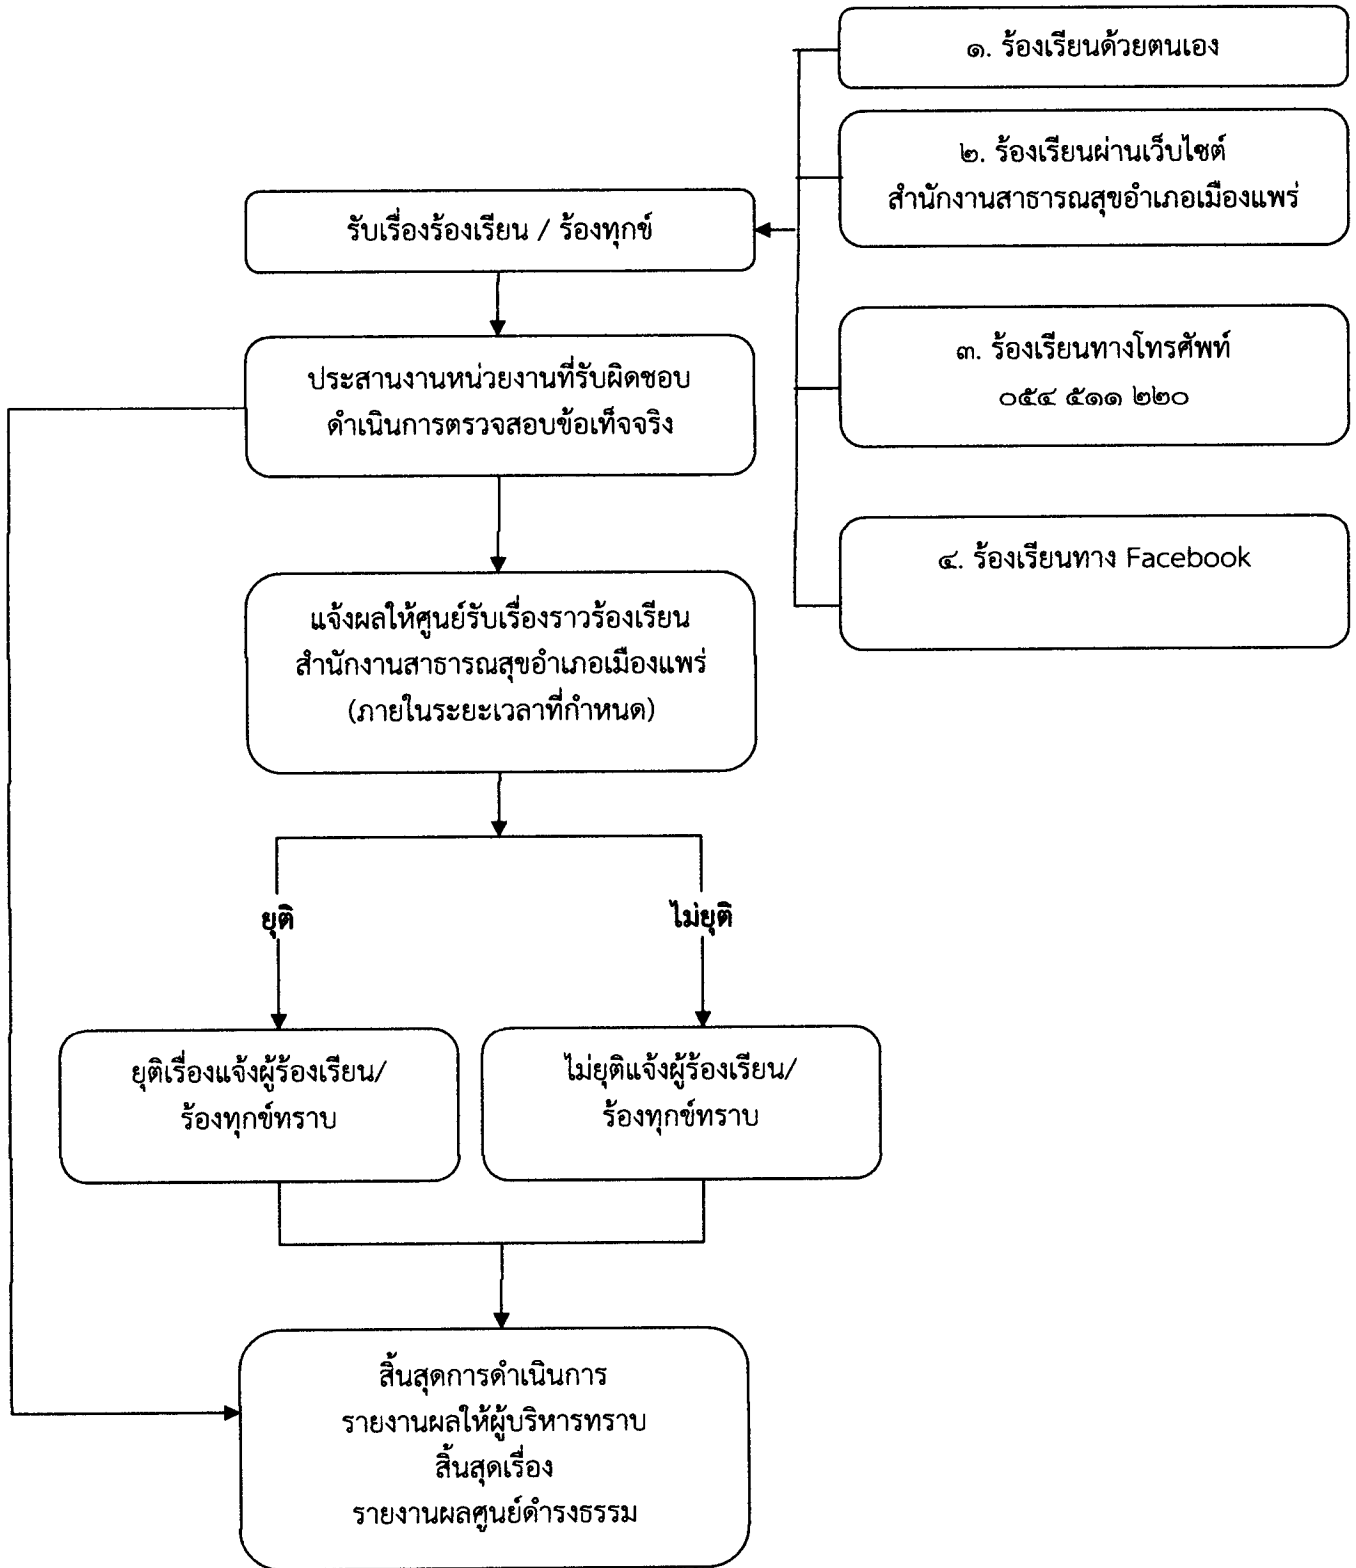 ๑. ร้องเรียนด้วยตนเอง
๒. ร้องเรียนผ่านเว็บไซต์
สำนักงานสาธารณสุขอำเภอเมืองแพร่
รับเรื่องร้องเรียน / ร้องทุกข์
๓. ร้องเรียนทางโทรศัพท์
๐๕๔ ๕๑๑ ๒๒๐
ประสานงานหน่วยงานที่รับผิดชอบ
ดำเนินการตรวจสอบข้อเท็จจริง
๔. ร้องเรียนทาง Facebook
แจ้งผลให้ศูนย์รับเรื่องราวร้องเรียน
สำนักงานสาธารณสุขอำเภอเมืองแพร่
(ภายในระยะเวลาที่กำหนด)
ยุติ
ไม่ยุติ
ยุติเรื่องแจ้งผู้ร้องเรียน/
ร้องทุกข์ทราบ
ไม่ยุติแจ้งผู้ร้องเรียน/
ร้องทุกข์ทราบ
สิ้นสุดการดำเนินการ
รายงานผลให้ผู้บริหารทราบ
สิ้นสุดเรื่อง
รายงานผลศูนย์ดำรงธรรม